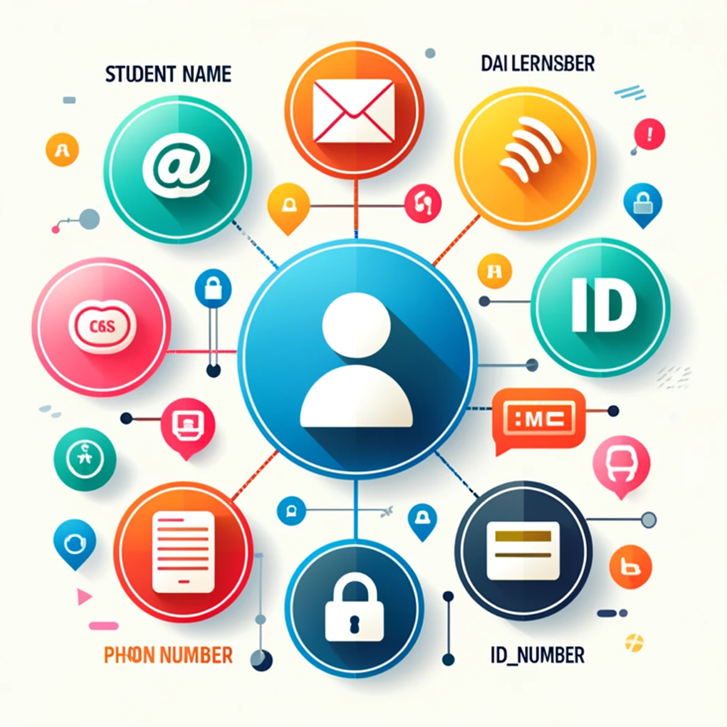 STUDENT NAME
DAI LERNSBER
@
ID
C6S
:MC
!
PHON NUMBER
ID_NUMBER